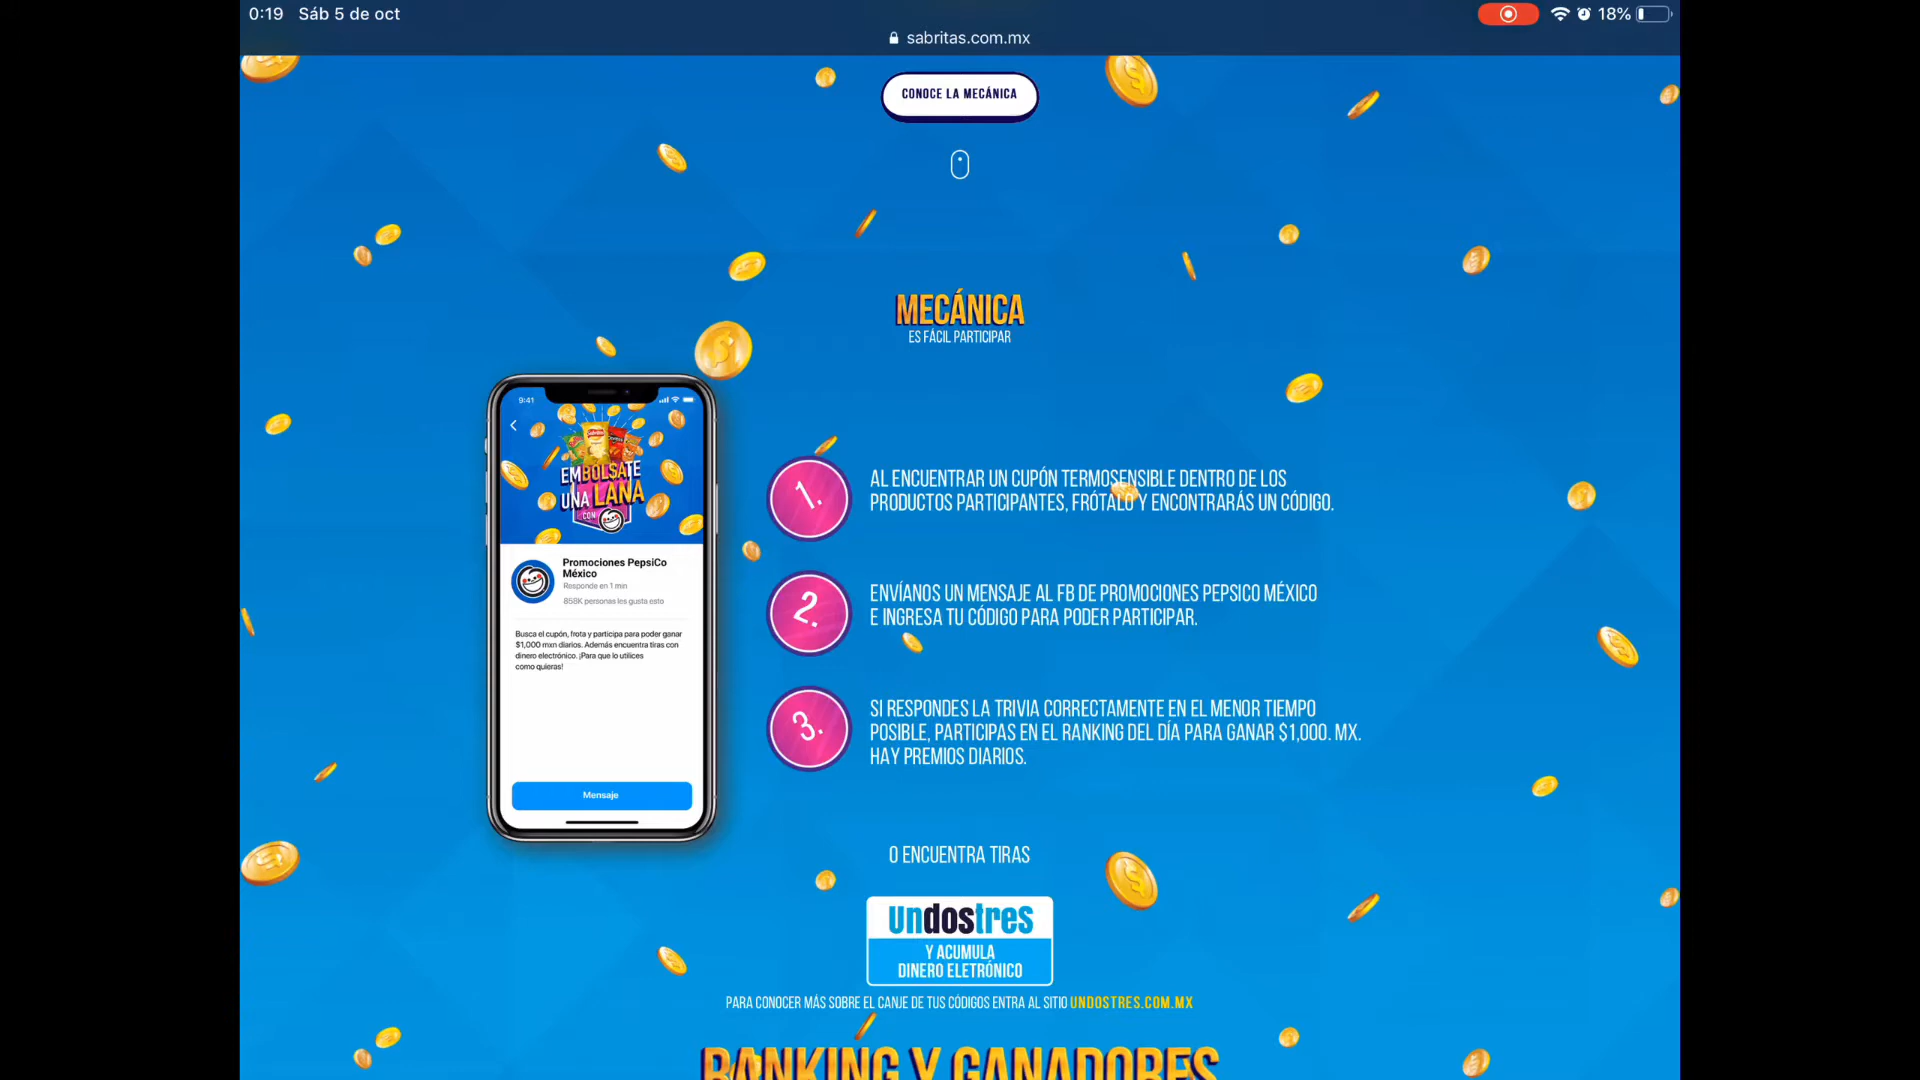 0:19 Sáb 5 de oct
18%
sabritas.com.mx
CONOCE LA MECÁNICA
MECÁNICA
ES FÁCIL PARTICIPAR
9:41
EMBOLSATE
UNA LANA
CON
Promociones PepsiCo
México
Responde en 1 min
858K personas les gusta esto
Busca el cupón, frota y participa para poder ganar
$1,000 mxn diarios. Además encuentra tiras con
dinero electrónico. ¡Para que lo utilices
como quieras!
Mensaje
1.
AL ENCUENTRAR UN CUPÓN TERMOSENSIBLE DENTRO DE LOS
PRODUCTOS PARTICIPANTES, FRÓTALO Y ENCONTRARÁS UN CÓDIGO.
2.
ENVÍANOS UN MENSAJE AL FB DE PROMOCIONES PEPSICO MÉXICO
E INGRESA TU CÓDIGO PARA PODER PARTICIPAR.
3.
SI RESPONDES LA TRIVIA CORRECTAMENTE EN EL MENOR TIEMPO
POSIBLE, PARTICIPAS EN EL RANKING DEL DÍA PARA GANAR $1,000. MX.
HAY PREMIOS DIARIOS.
O ENCUENTRA TIRAS
undostres
Y ACUMULA
DINERO ELETRÓNICO
PARA CONOCER MÁS SOBRE EL CANJE DE TUS CÓDIGOS ENTRA AL SITIO UNDOSTRES.COM.MX
RANKING Y GANADORES